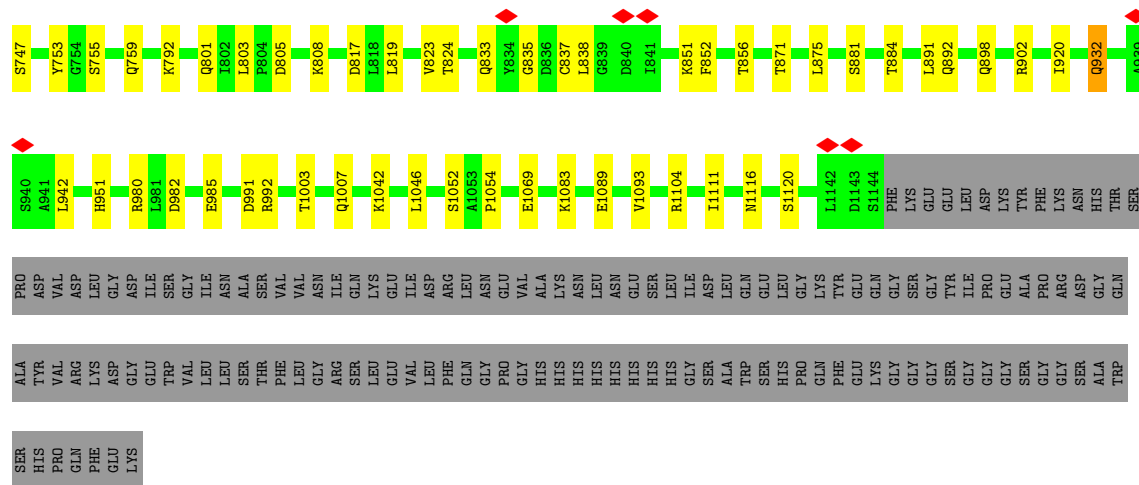 S747 Y753 G754 S755 Q759 K792 Q801 I802 L803 P804 D805 K808 D817 L818 L819 V823 T824 Q833 Y834 G835 D836 C837 L838 G839 D840 I841 K851 F852 T856 T871 L875 S881 T884 L891 Q892 Q898 R902 I920 Q932 A939
S940 A941 L942 H951 R980 L981 D982 E985 D991 R992 T1003 Q1007 K1042 L1046 S1052 A1053 P1054 E1069 K1083 E1089 V1093 R1104 I1111 N1116 S1120 L1142 D1143 S1144 PHE LYS GLU GLU LEU ASP LYS TYR PHE LYS ASN HIS THR SER
PRO ASP VAL ASP LEU GLY ASP ILE SER GLY ILE ASN ALA SER VAL VAL ASN ILE GLN LYS GLU ILE ASP ARG LEU ASN GLU VAL ALA LYS ASN LEU ASN GLU SER LEU ILE ASP LEU GLN GLU LEU GLY LYS TYR GLU GLN GLY SER GLY TYR ILE PRO GLU ALA PRO ARG ASP GLY GLN
ALA TYR VAL ARG LYS ASP GLY GLU TRP VAL LEU LEU SER THR PHE LEU GLY ARG SER LEU GLU VAL LEU PHE GLN GLY PRO GLY HIS HIS HIS HIS HIS HIS HIS HIS GLY SER ALA TRP SER HIS PRO GLN PHE GLU LYS GLY GLY GLY SER GLY GLY GLY SER GLY GLY SER ALA TRP
SER HIS PRO GLN PHE GLU LYS